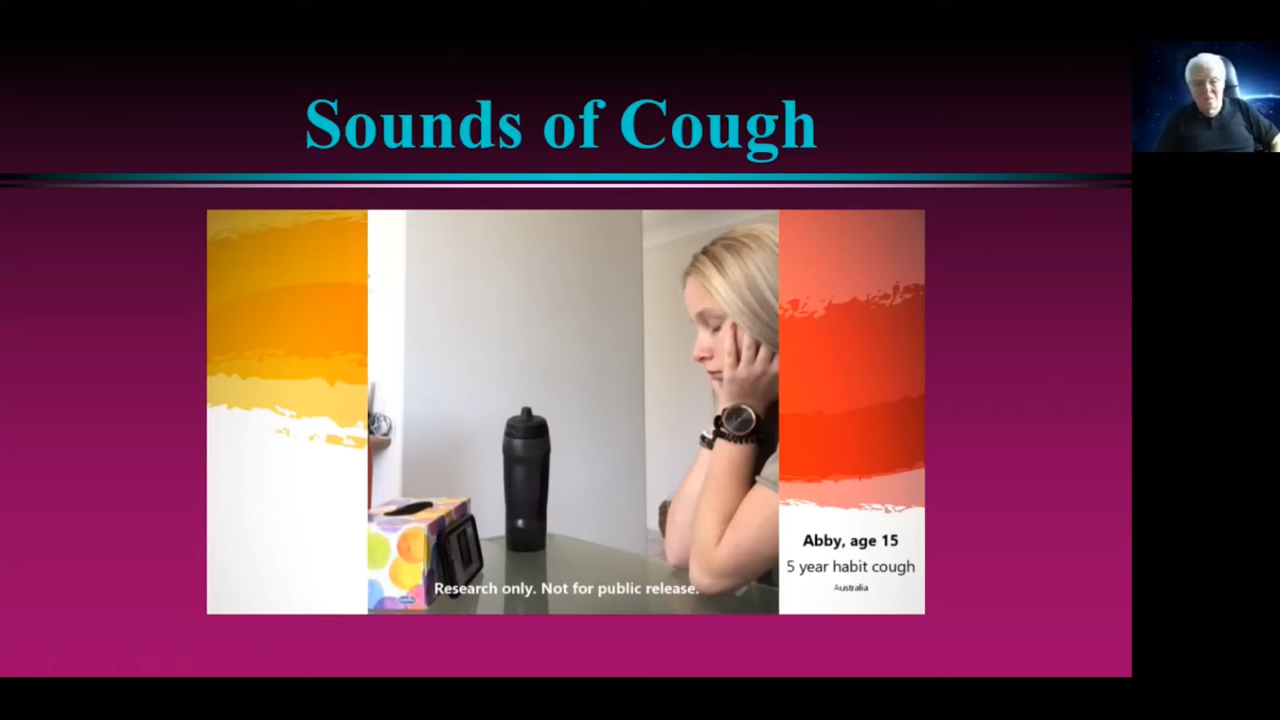 Sounds of Cough
Abby, age 15
5 year habit cough
Australia
Research only. Not for public release.